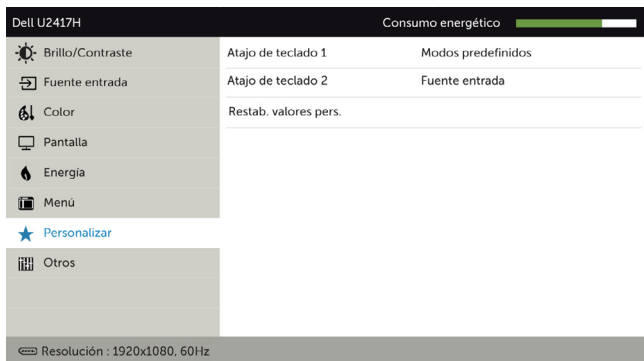 Dell U2417H Consumo energético
Brillo/Contraste Atajo de teclado 1 Modos predefinidos
Fuente entrada Atajo de teclado 2 Fuente entrada
Color Restab. valores pers.
Pantalla
Energía
Menú
Personalizar
Otros
Resolución : 1920x1080, 60Hz